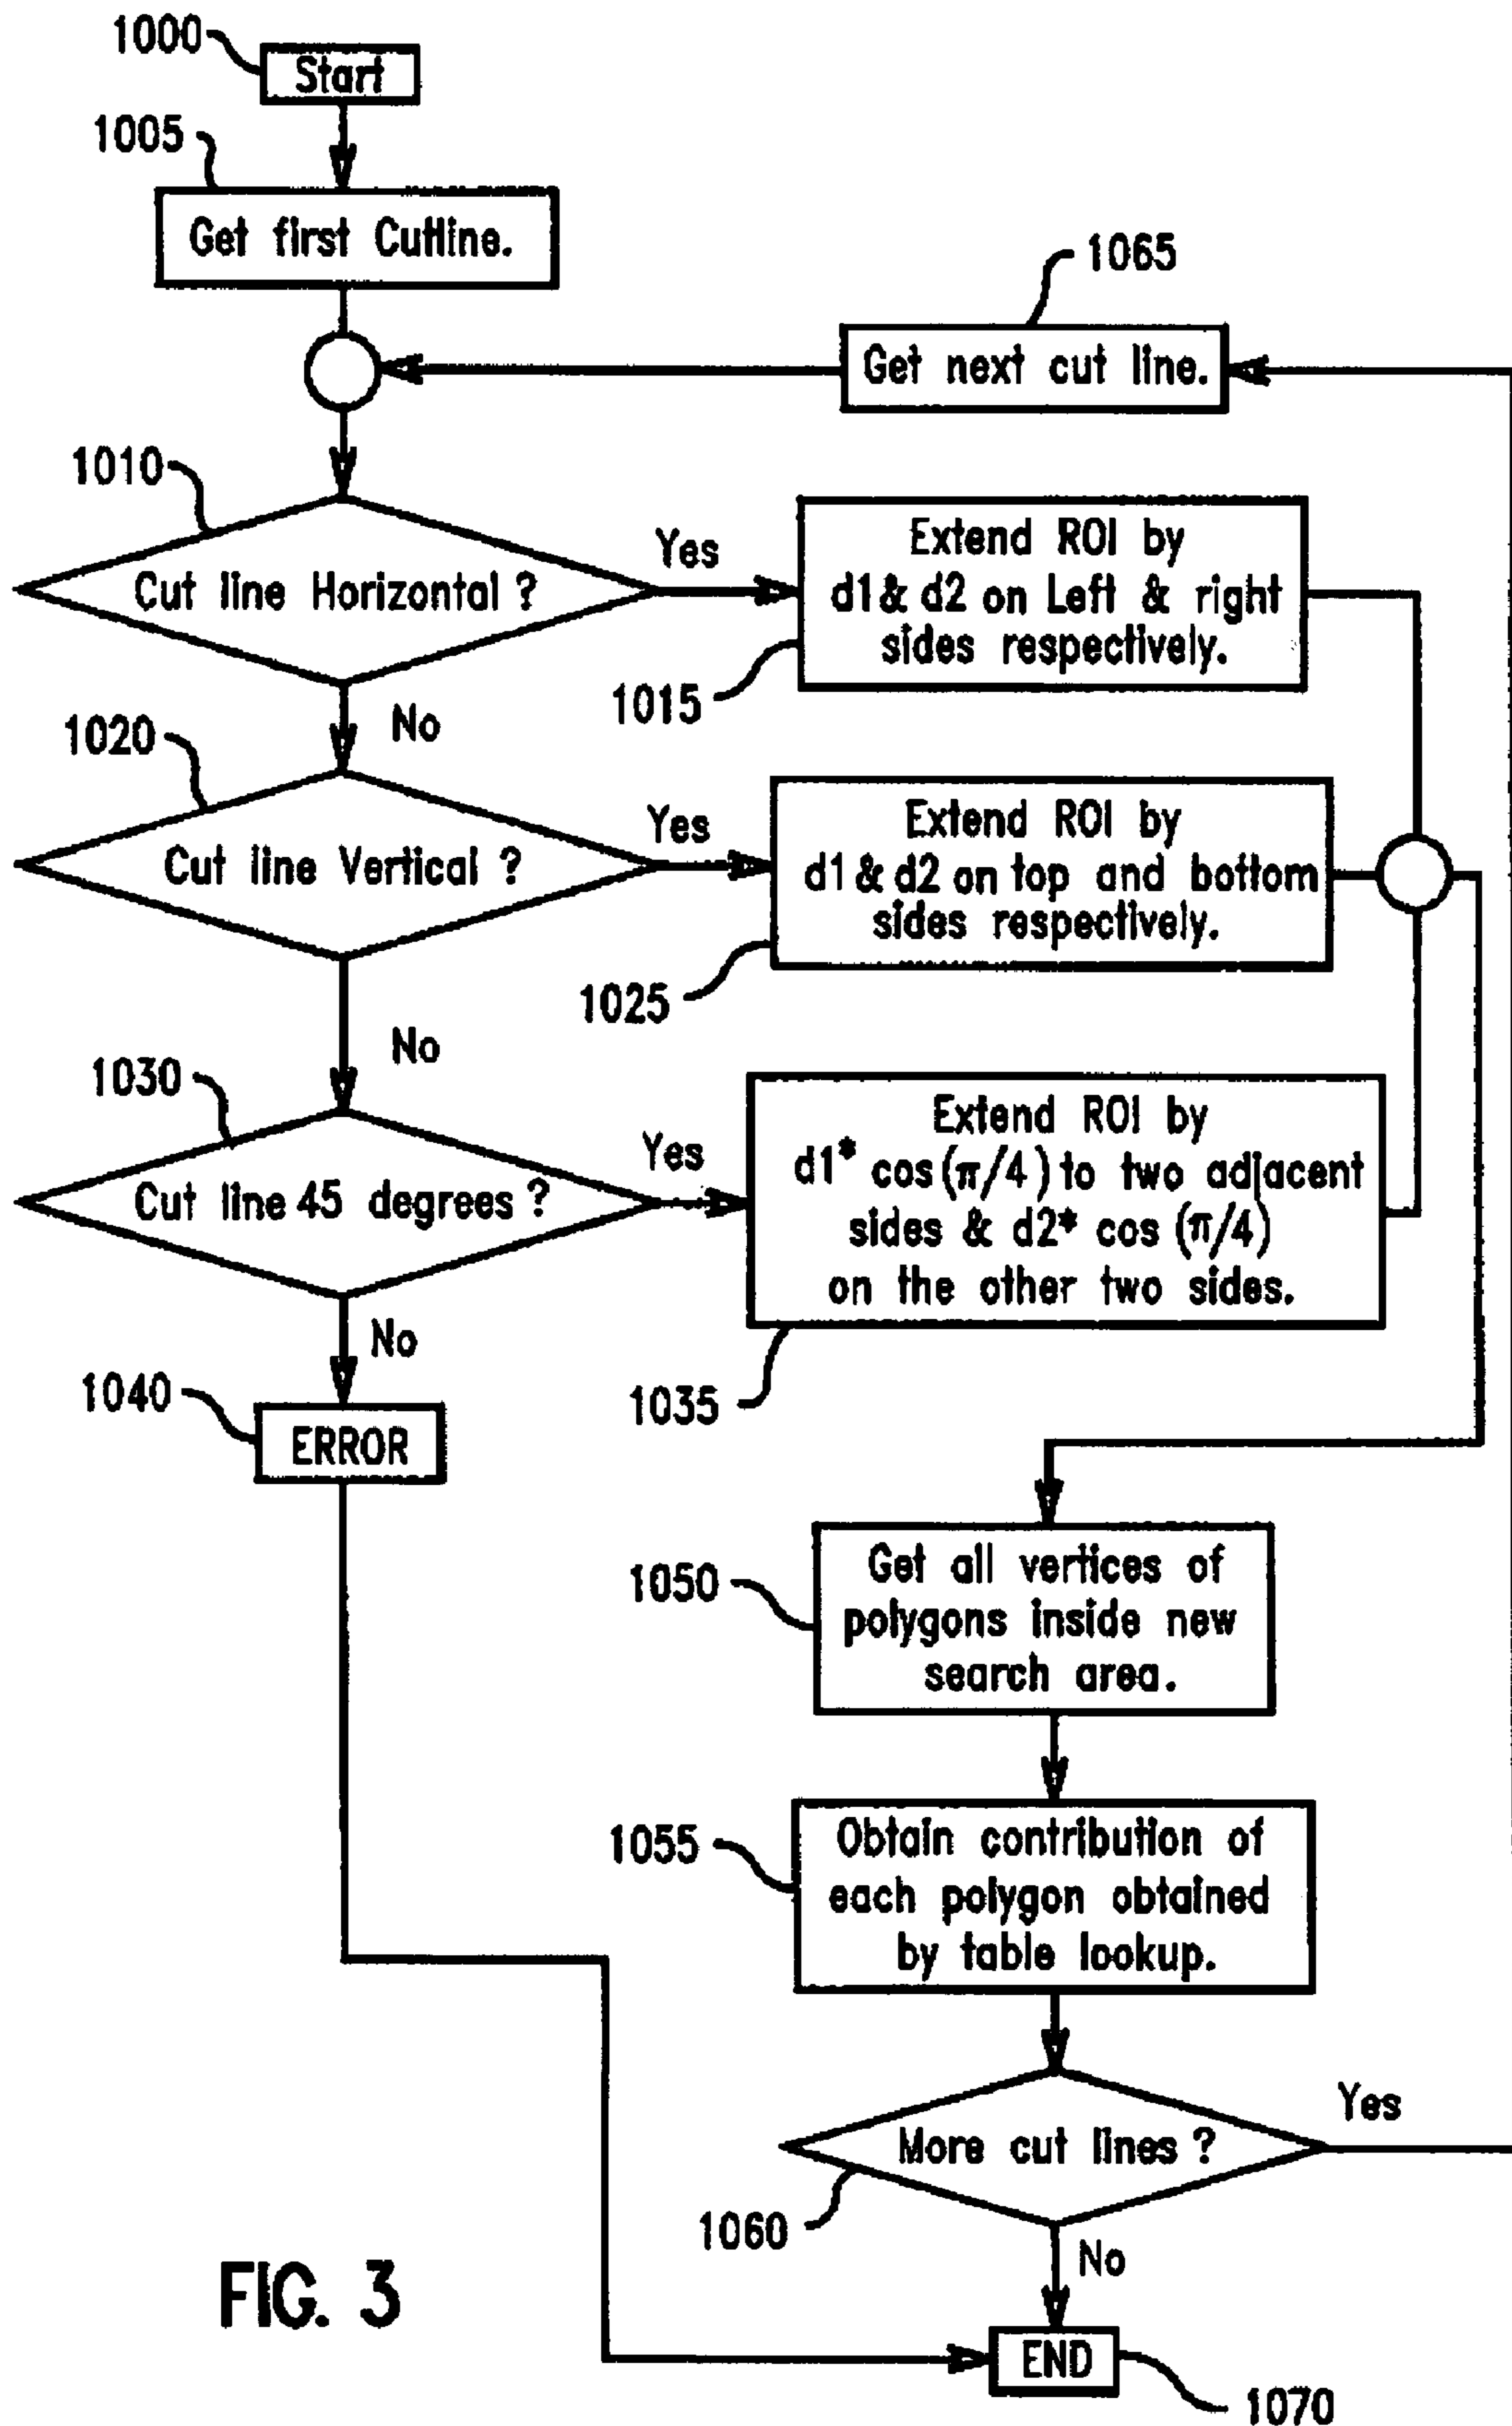 1000
Start
1005
Get first Cutline.
1065
Get next cut line.
1010
Cut line Horizontal ?
Yes
Extend ROI by
d1 & d2 on Left & right
sides respectively.
1015
No
1020
Cut line Vertical ?
Yes
Extend ROI by
d1 & d2 on top and bottom
sides respectively.
1025
No
1030
Cut line 45 degrees ?
Yes
Extend ROI by
d1* cos (π/4) to two adjacent
sides & d2* cos (π/4)
on the other two sides.
1035
No
1040
ERROR
1050
Get all vertices of
polygons inside new
search area.
1055
Obtain contribution of
each polygon obtained
by table lookup.
More cut lines ?
Yes
1060
No
END
1070
FIG. 3